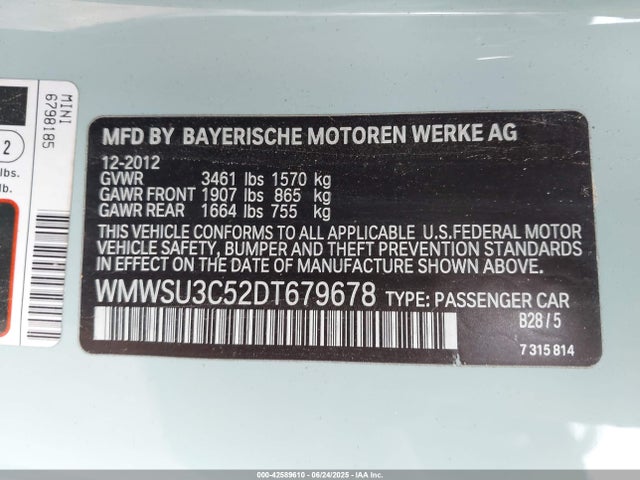 MINI
6798185
2
lbs.
lbs.
MFD BY BAYERISCHE MOTOREN WERKE AG
12-2012
GVWR 3461 lbs 1570 kg
GAWR FRONT 1907 lbs 865 kg
GAWR REAR 1664 lbs 755 kg
THIS VEHICLE CONFORMS TO ALL APPLICABLE U.S.FEDERAL MOTOR
VEHICLE SAFETY, BUMPER AND THEFT PREVENTION STANDARDS
IN EFFECT ON THE DATE OF MANUFACTURE SHOWN ABOVE.
WMWSU3C52DT679678 TYPE: PASSENGER CAR
B28 / 5
7 315 814
000-42589610 - 06/24/2025 - IAAI INC.